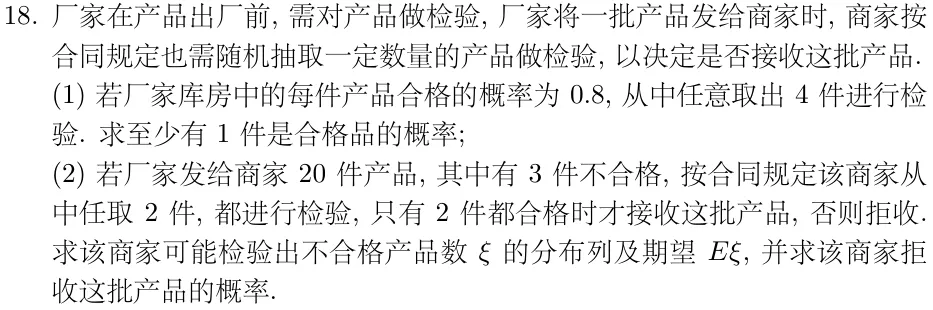 18. 厂家在产品出厂前, 需对产品做检验, 厂家将一批产品发给商家时, 商家按
合同规定也需随机抽取一定数量的产品做检验, 以决定是否接收这批产品.
(1) 若厂家库房中的每件产品合格的概率为 0.8, 从中任意取出 4 件进行检
验. 求至少有 1 件是合格品的概率;
(2) 若厂家发给商家 20 件产品, 其中有 3 件不合格, 按合同规定该商家从
中任取 2 件, 都进行检验, 只有 2 件都合格时才接收这批产品, 否则拒收.
求该商家可能检验出不合格产品数 ξ 的分布列及期望 Eξ, 并求该商家拒
收这批产品的概率.